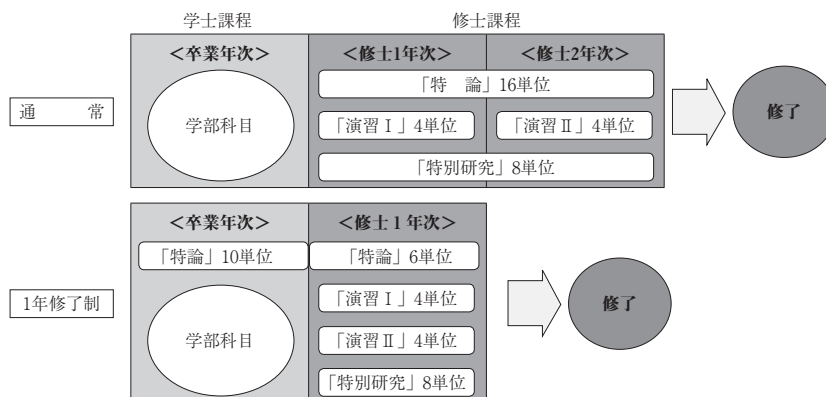 学士課程 修士課程
<卒業年次> <修士1年次> <修士2年次>
「特　論」16単位
通　　常 学部科目 「演習Ⅰ」4単位 「演習Ⅱ」4単位 修了
「特別研究」8単位
<卒業年次> <修士1年次>
「特論」10単位 「特論」6単位
1年修了制 「演習Ⅰ」4単位 修了
学部科目 「演習Ⅱ」4単位
「特別研究」8単位